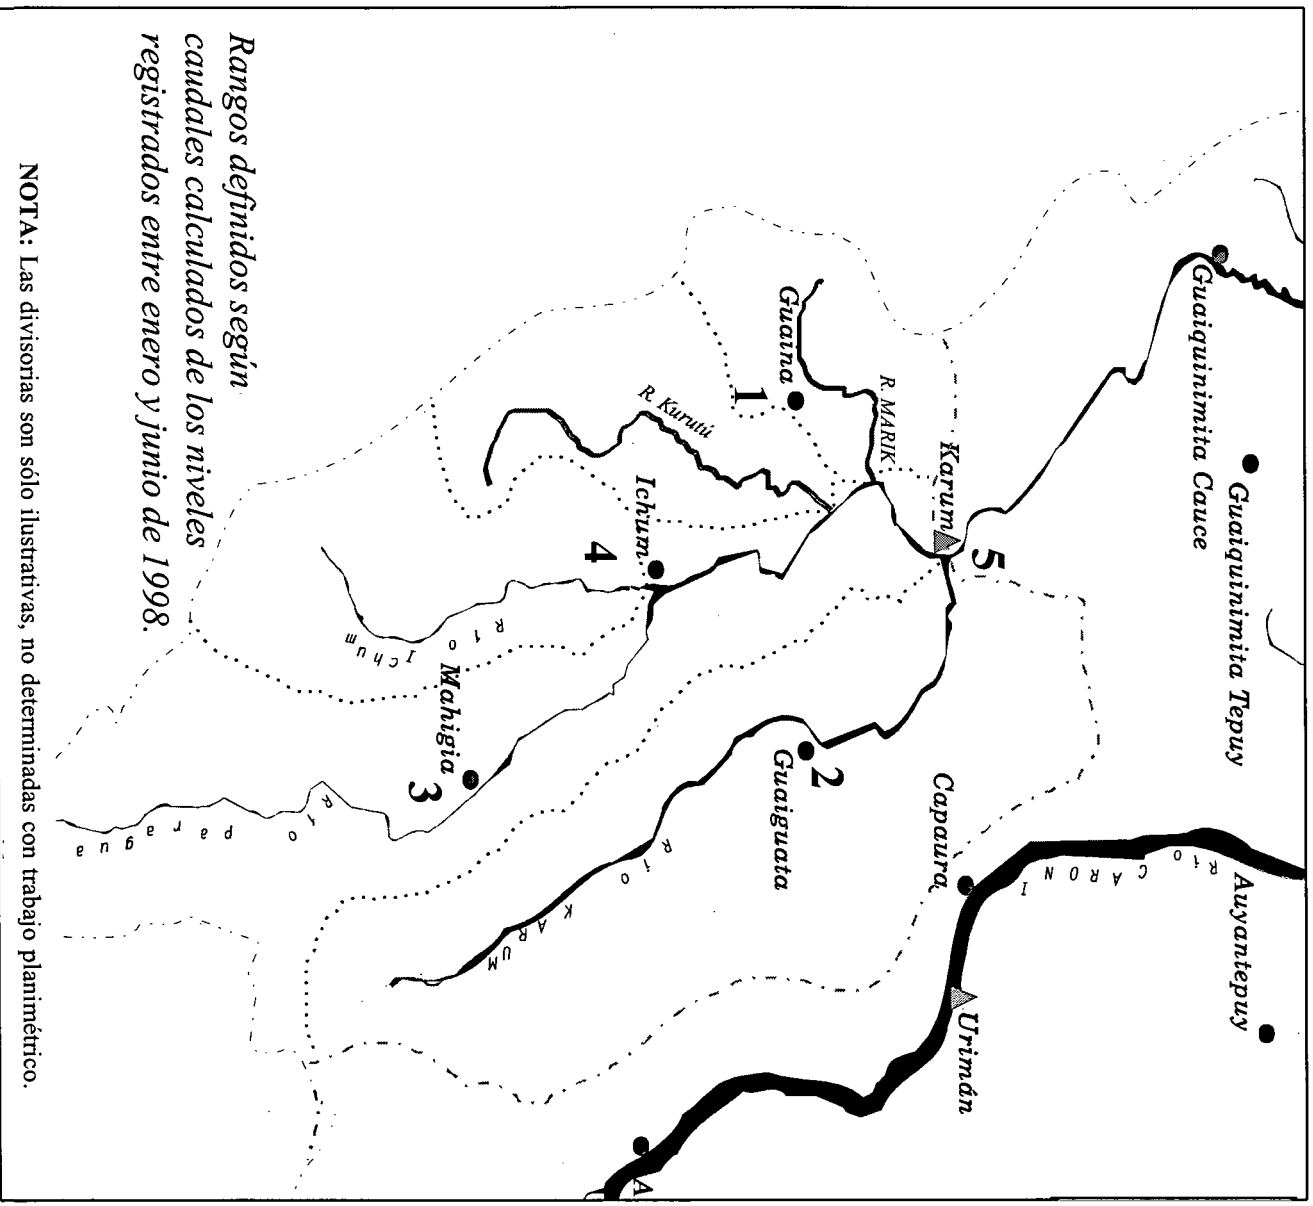 Guaiquinimita Cauce
Guaiquinimita Tepuy
Auyantepuy
Río CARONI
Karum
5
Capaura
Urimán
R. MARIK
Guaina
1
2
Guaiguata
R. Kurutú
Ichum
4
Río KARUM
A
Río Ichum
Mahigia
3
Río paragua
Rangos definidos según
caudales calculados de los niveles
registrados entre enero y junio de 1998.
NOTA: Las divisorias son sólo ilustrativas, no determinadas con trabajo planimétrico.